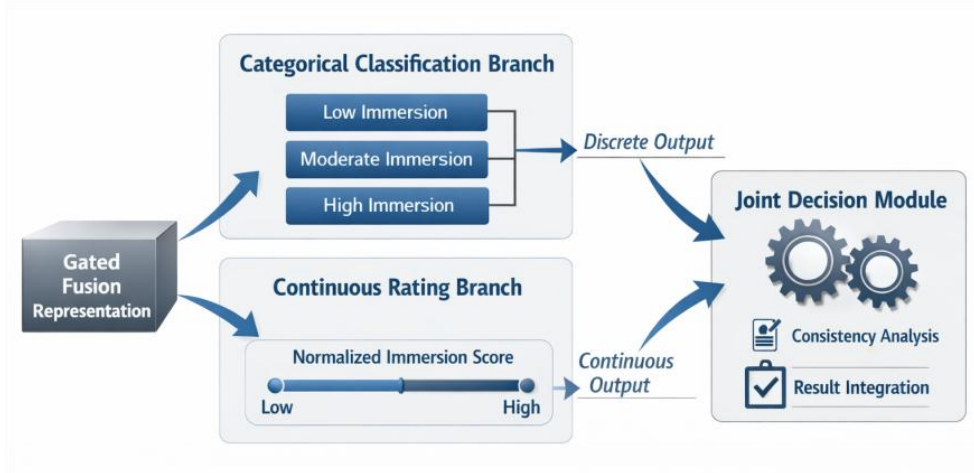 Gated
Fusion
Representation
Categorical Classification Branch
Low Immersion
Moderate Immersion
High Immersion
Discrete Output
Continuous Rating Branch
Normalized Immersion Score
Low
High
Continuous
Output
Joint Decision Module
Consistency Analysis
Result Integration